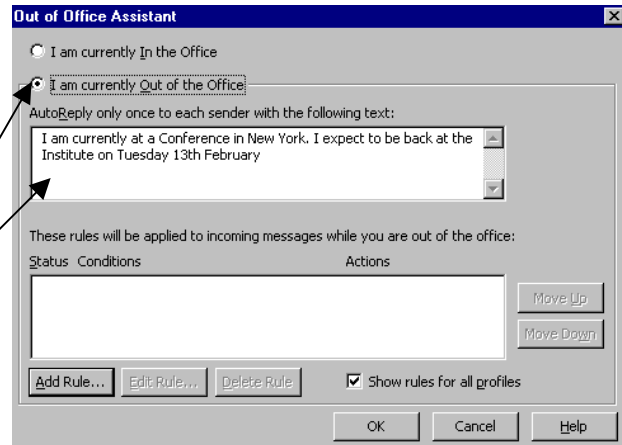 Out of Office Assistant
I am currently In the Office
I am currently Out of the Office
AutoReply only once to each sender with the following text:
I am currently at a Conference in New York. I expect to be back at the
Institute on Tuesday 13th February
These rules will be applied to incoming messages while you are out of the office:
Status Conditions Actions
Move Up
Move Down
Add Rule... Edit Rule... Delete Rule Show rules for all profiles
OK Cancel Help